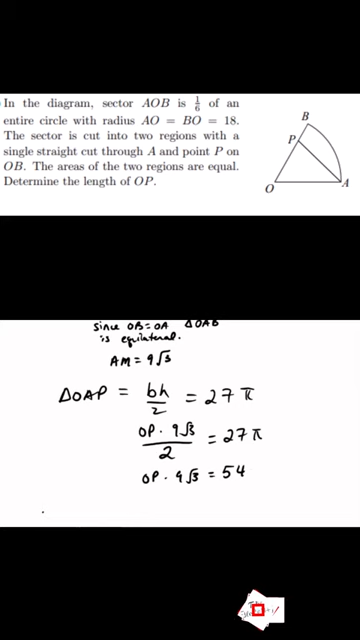 In the diagram, sector AOB is 1/6 of an
entire circle with radius AO = BO = 18.
The sector is cut into two regions with a
single straight cut through A and point P on
OB. The areas of the two regions are equal.
Determine the length of OP.
B
P
O
A
since OB=OA △OAB
is equilateral.
AM = 9√3
△OAP = bh/2 = 27π
OP · 9√3 / 2 = 27π
OP · 9√3 = 54